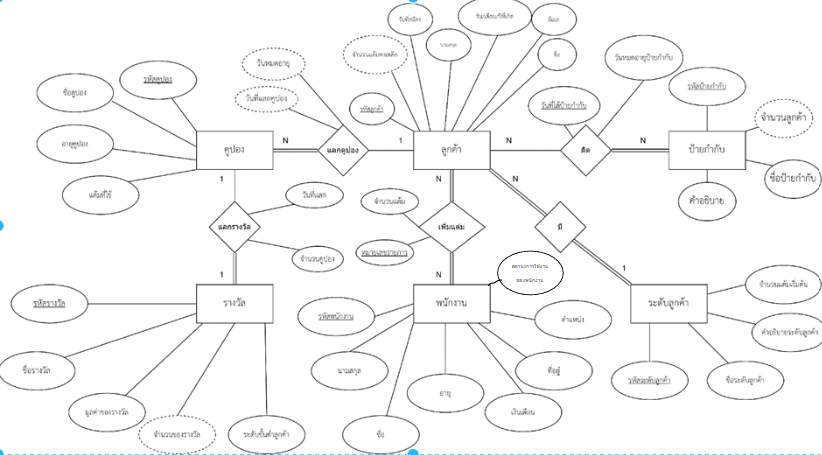 วันที่สมัคร
วัน/เดือน/ปีที่เกิด
อีเมล
นามสกุล
ชื่อ
จำนวนแต้มคงเหลือ
วันหมดอายุ
วันหมดอายุป้ายกำกับ
รหัสคูปอง
ชื่อคูปอง
วันที่แลกคูปอง
รหัสลูกค้า
วันที่ได้ป้ายกำกับ
รหัสป้ายกำกับ
จำนวนลูกค้า
อายุคูปอง
คูปอง
N
แลกคูปอง
1
ลูกค้า
N
ติด
N
ป้ายกำกับ
ชื่อป้ายกำกับ
แต้มที่ใช้
1
N
N
คำอธิบาย
วันที่แลก
จำนวนแต้ม
แลกรางวัล
เพิ่มแต้ม
มี
จำนวนคูปอง
หมายเลขรายการ
1
N
สถานะการใช้งาน
ของพนักงาน
1
รหัสรางวัล
รางวัล
พนักงาน
ระดับลูกค้า
จำนวนแต้มเริ่มต้น
รหัสพนักงาน
ตำแหน่ง
คำอธิบายระดับลูกค้า
ชื่อรางวัล
นามสกุล
ที่อยู่
รหัสระดับลูกค้า
ชื่อระดับลูกค้า
มูลค่าของรางวัล
อายุ
เงินเดือน
จำนวนของรางวัล
ระดับขั้นต่ำลูกค้า
ชื่อ